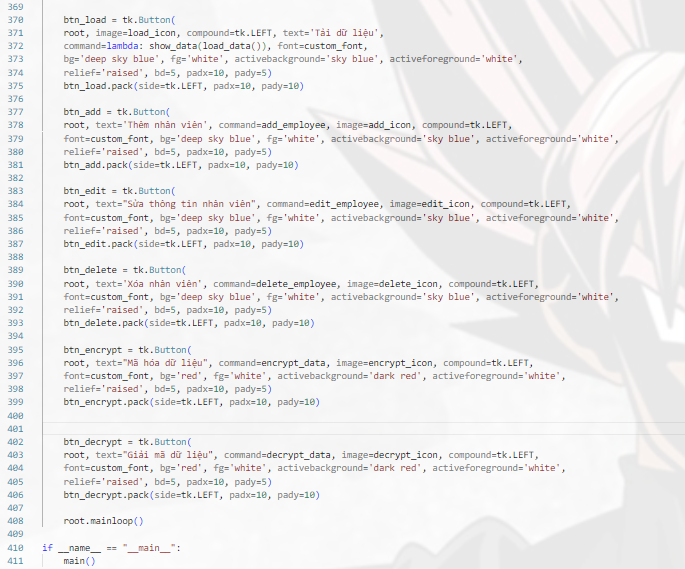 369
370 btn_load = tk.Button(
371 root, image=load_icon, compound=tk.LEFT, text='Tải dữ liệu',
372 command=lambda: show_data(load_data()), font=custom_font,
373 bg='deep sky blue', fg='white', activebackground='sky blue', activeforeground='white',
374 relief='raised', bd=5, padx=10, pady=5)
375 btn_load.pack(side=tk.LEFT, padx=10, pady=10)
376
377 btn_add = tk.Button(
378 root, text='Thêm nhân viên', command=add_employee, image=add_icon, compound=tk.LEFT,
379 font=custom_font, bg='deep sky blue', fg='white', activebackground='sky blue', activeforeground='white',
380 relief='raised', bd=5, padx=10, pady=5)
381 btn_add.pack(side=tk.LEFT, padx=10, pady=10)
382
383 btn_edit = tk.Button(
384 root, text="Sửa thông tin nhân viên", command=edit_employee, image=edit_icon, compound=tk.LEFT,
385 font=custom_font, bg='deep sky blue', fg='white', activebackground='sky blue', activeforeground='white',
386 relief='raised', bd=5, padx=10, pady=5)
387 btn_edit.pack(side=tk.LEFT, padx=10, pady=10)
388
389 btn_delete = tk.Button(
390 root, text='Xóa nhân viên', command=delete_employee, image=delete_icon, compound=tk.LEFT,
391 font=custom_font, bg='deep sky blue', fg='white', activebackground='sky blue', activeforeground='white',
392 relief='raised', bd=5, padx=10, pady=5)
393 btn_delete.pack(side=tk.LEFT, padx=10, pady=10)
394
395 btn_encrypt = tk.Button(
396 root, text="Mã hóa dữ liệu", command=encrypt_data, image=encrypt_icon, compound=tk.LEFT,
397 font=custom_font, bg='red', fg='white', activebackground='dark red', activeforeground='white',
398 relief='raised', bd=5, padx=10, pady=5)
399 btn_encrypt.pack(side=tk.LEFT, padx=10, pady=10)
400
401
402 btn_decrypt = tk.Button(
403 root, text="Giải mã dữ liệu", command=decrypt_data, image=decrypt_icon, compound=tk.LEFT,
404 font=custom_font, bg='red', fg='white', activebackground='dark red', activeforeground='white',
405 relief='raised', bd=5, padx=10, pady=5)
406 btn_decrypt.pack(side=tk.LEFT, padx=10, pady=10)
407
408 root.mainloop()
409
410 if __name__ == "__main__":
411 main()